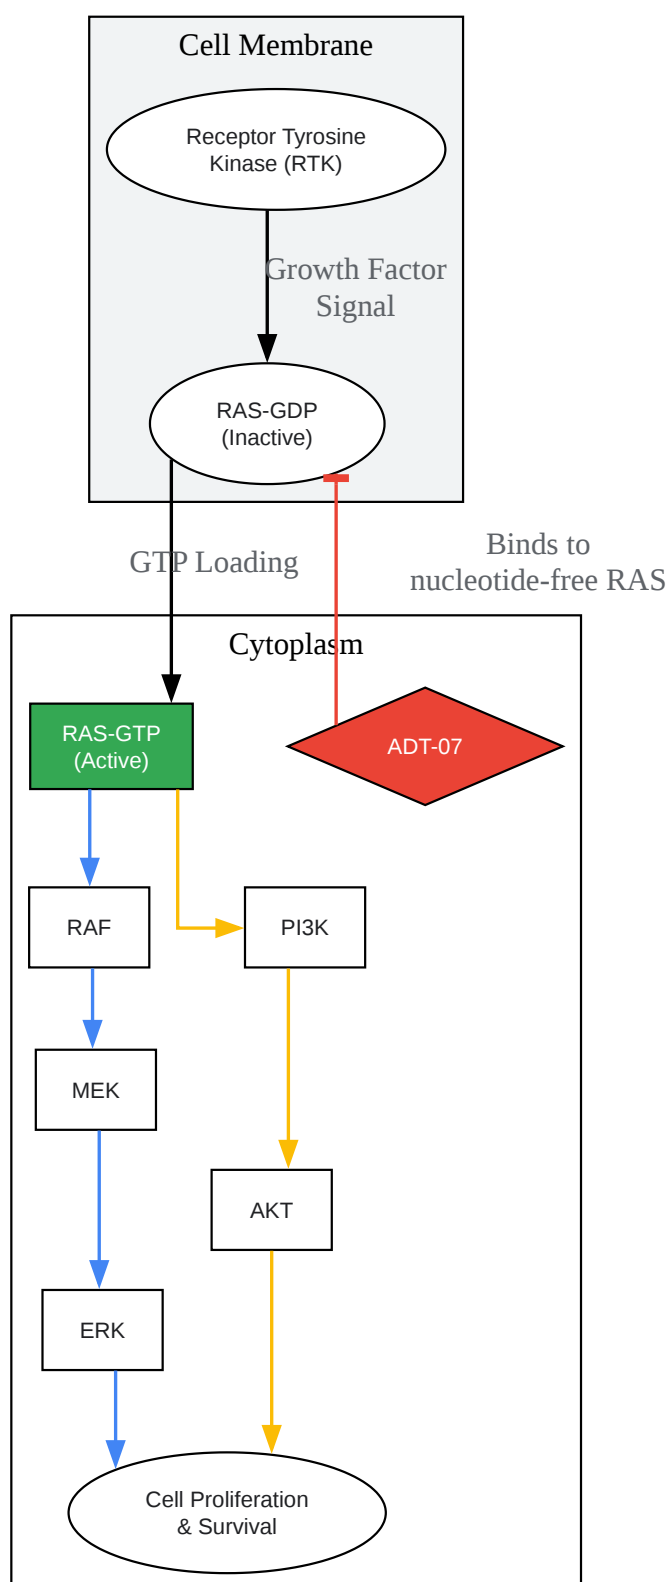 Cell Membrane
Receptor Tyrosine
Kinase (RTK)
Growth Factor
Signal
RAS-GDP
(Inactive)
GTP Loading
Binds to
nucleotide-free RAS
Cytoplasm
RAS-GTP
(Active)
ADT-07
RAF
PI3K
MEK
AKT
ERK
Cell Proliferation
& Survival